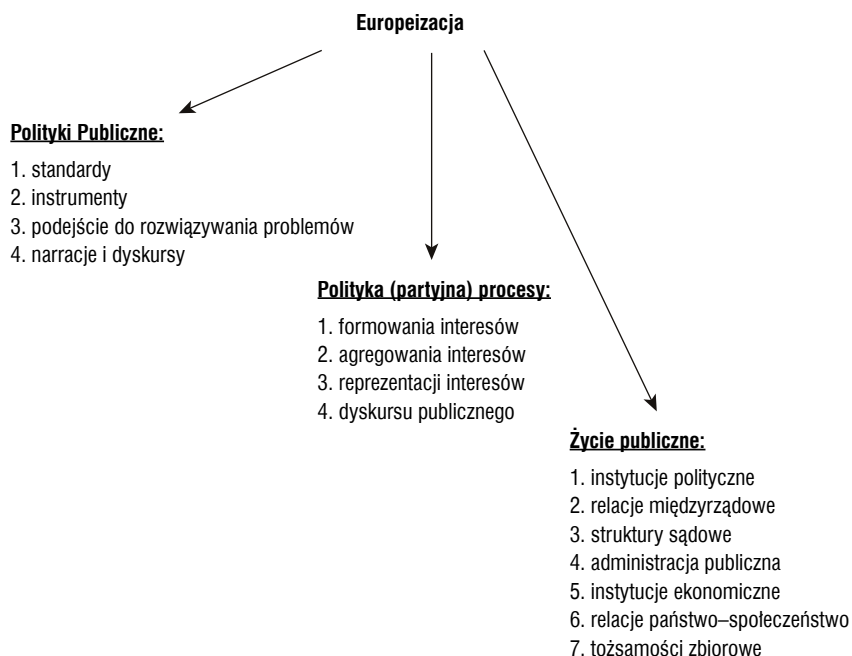 Europeizacja
Polityki Publiczne:
1. standardy
2. instrumenty
3. podejście do rozwiązywania problemów
4. narracje i dyskursy
Polityka (partyjna) procesy:
1. formowania interesów
2. agregowania interesów
3. reprezentacji interesów
4. dyskursu publicznego
Życie publiczne:
1. instytucje polityczne
2. relacje międzyrządowe
3. struktury sądowe
4. administracja publiczna
5. instytucje ekonomiczne
6. relacje państwo–społeczeństwo
7. tożsamości zbiorowe